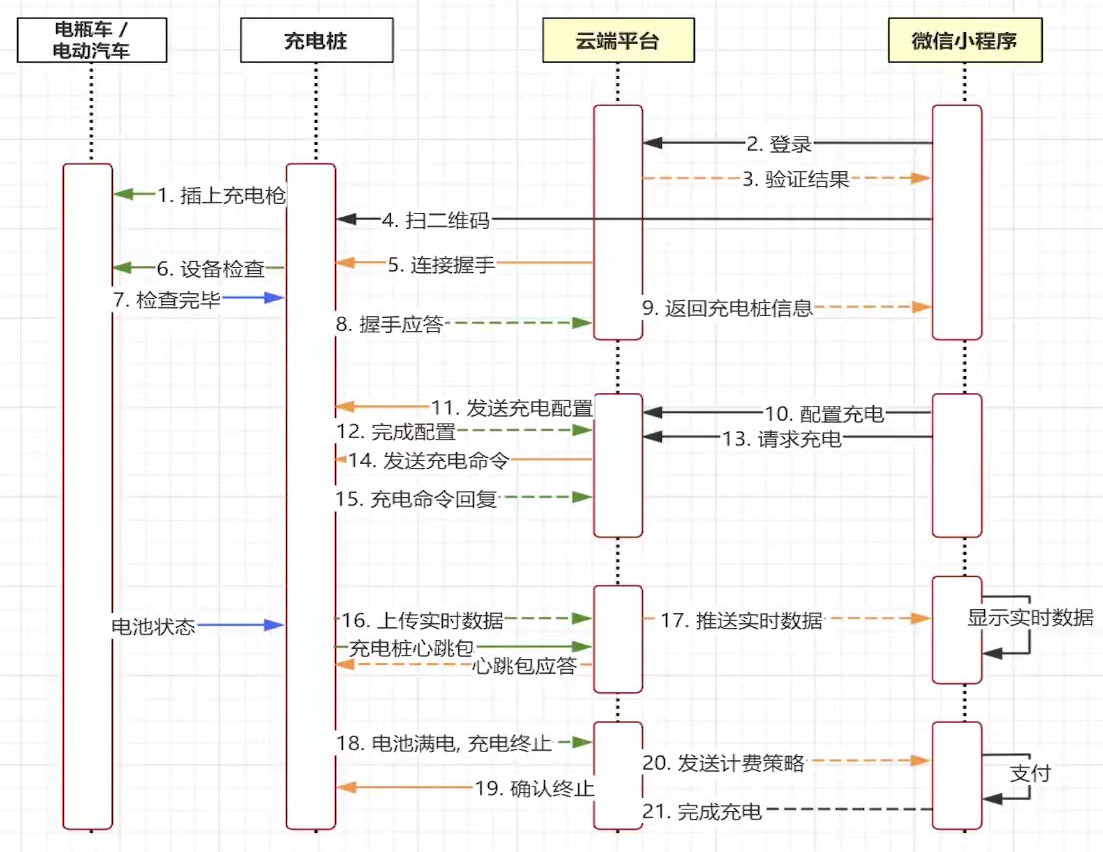 电瓶车 /
电动汽车
充电桩
云端平台
微信小程序
2. 登录
3. 验证结果
1. 插上充电枪
4. 扫二维码
5. 连接握手
6. 设备检查
7. 检查完毕
9. 返回充电桩信息
8. 握手应答
11. 发送充电配置
10. 配置充电
12. 完成配置
13. 请求充电
14. 发送充电命令
15. 充电命令回复
电池状态
16. 上传实时数据
17. 推送实时数据
显示实时数据
充电桩心跳包
心跳包应答
18. 电池满电, 充电终止
20. 发送计费策略
支付
19. 确认终止
21. 完成充电